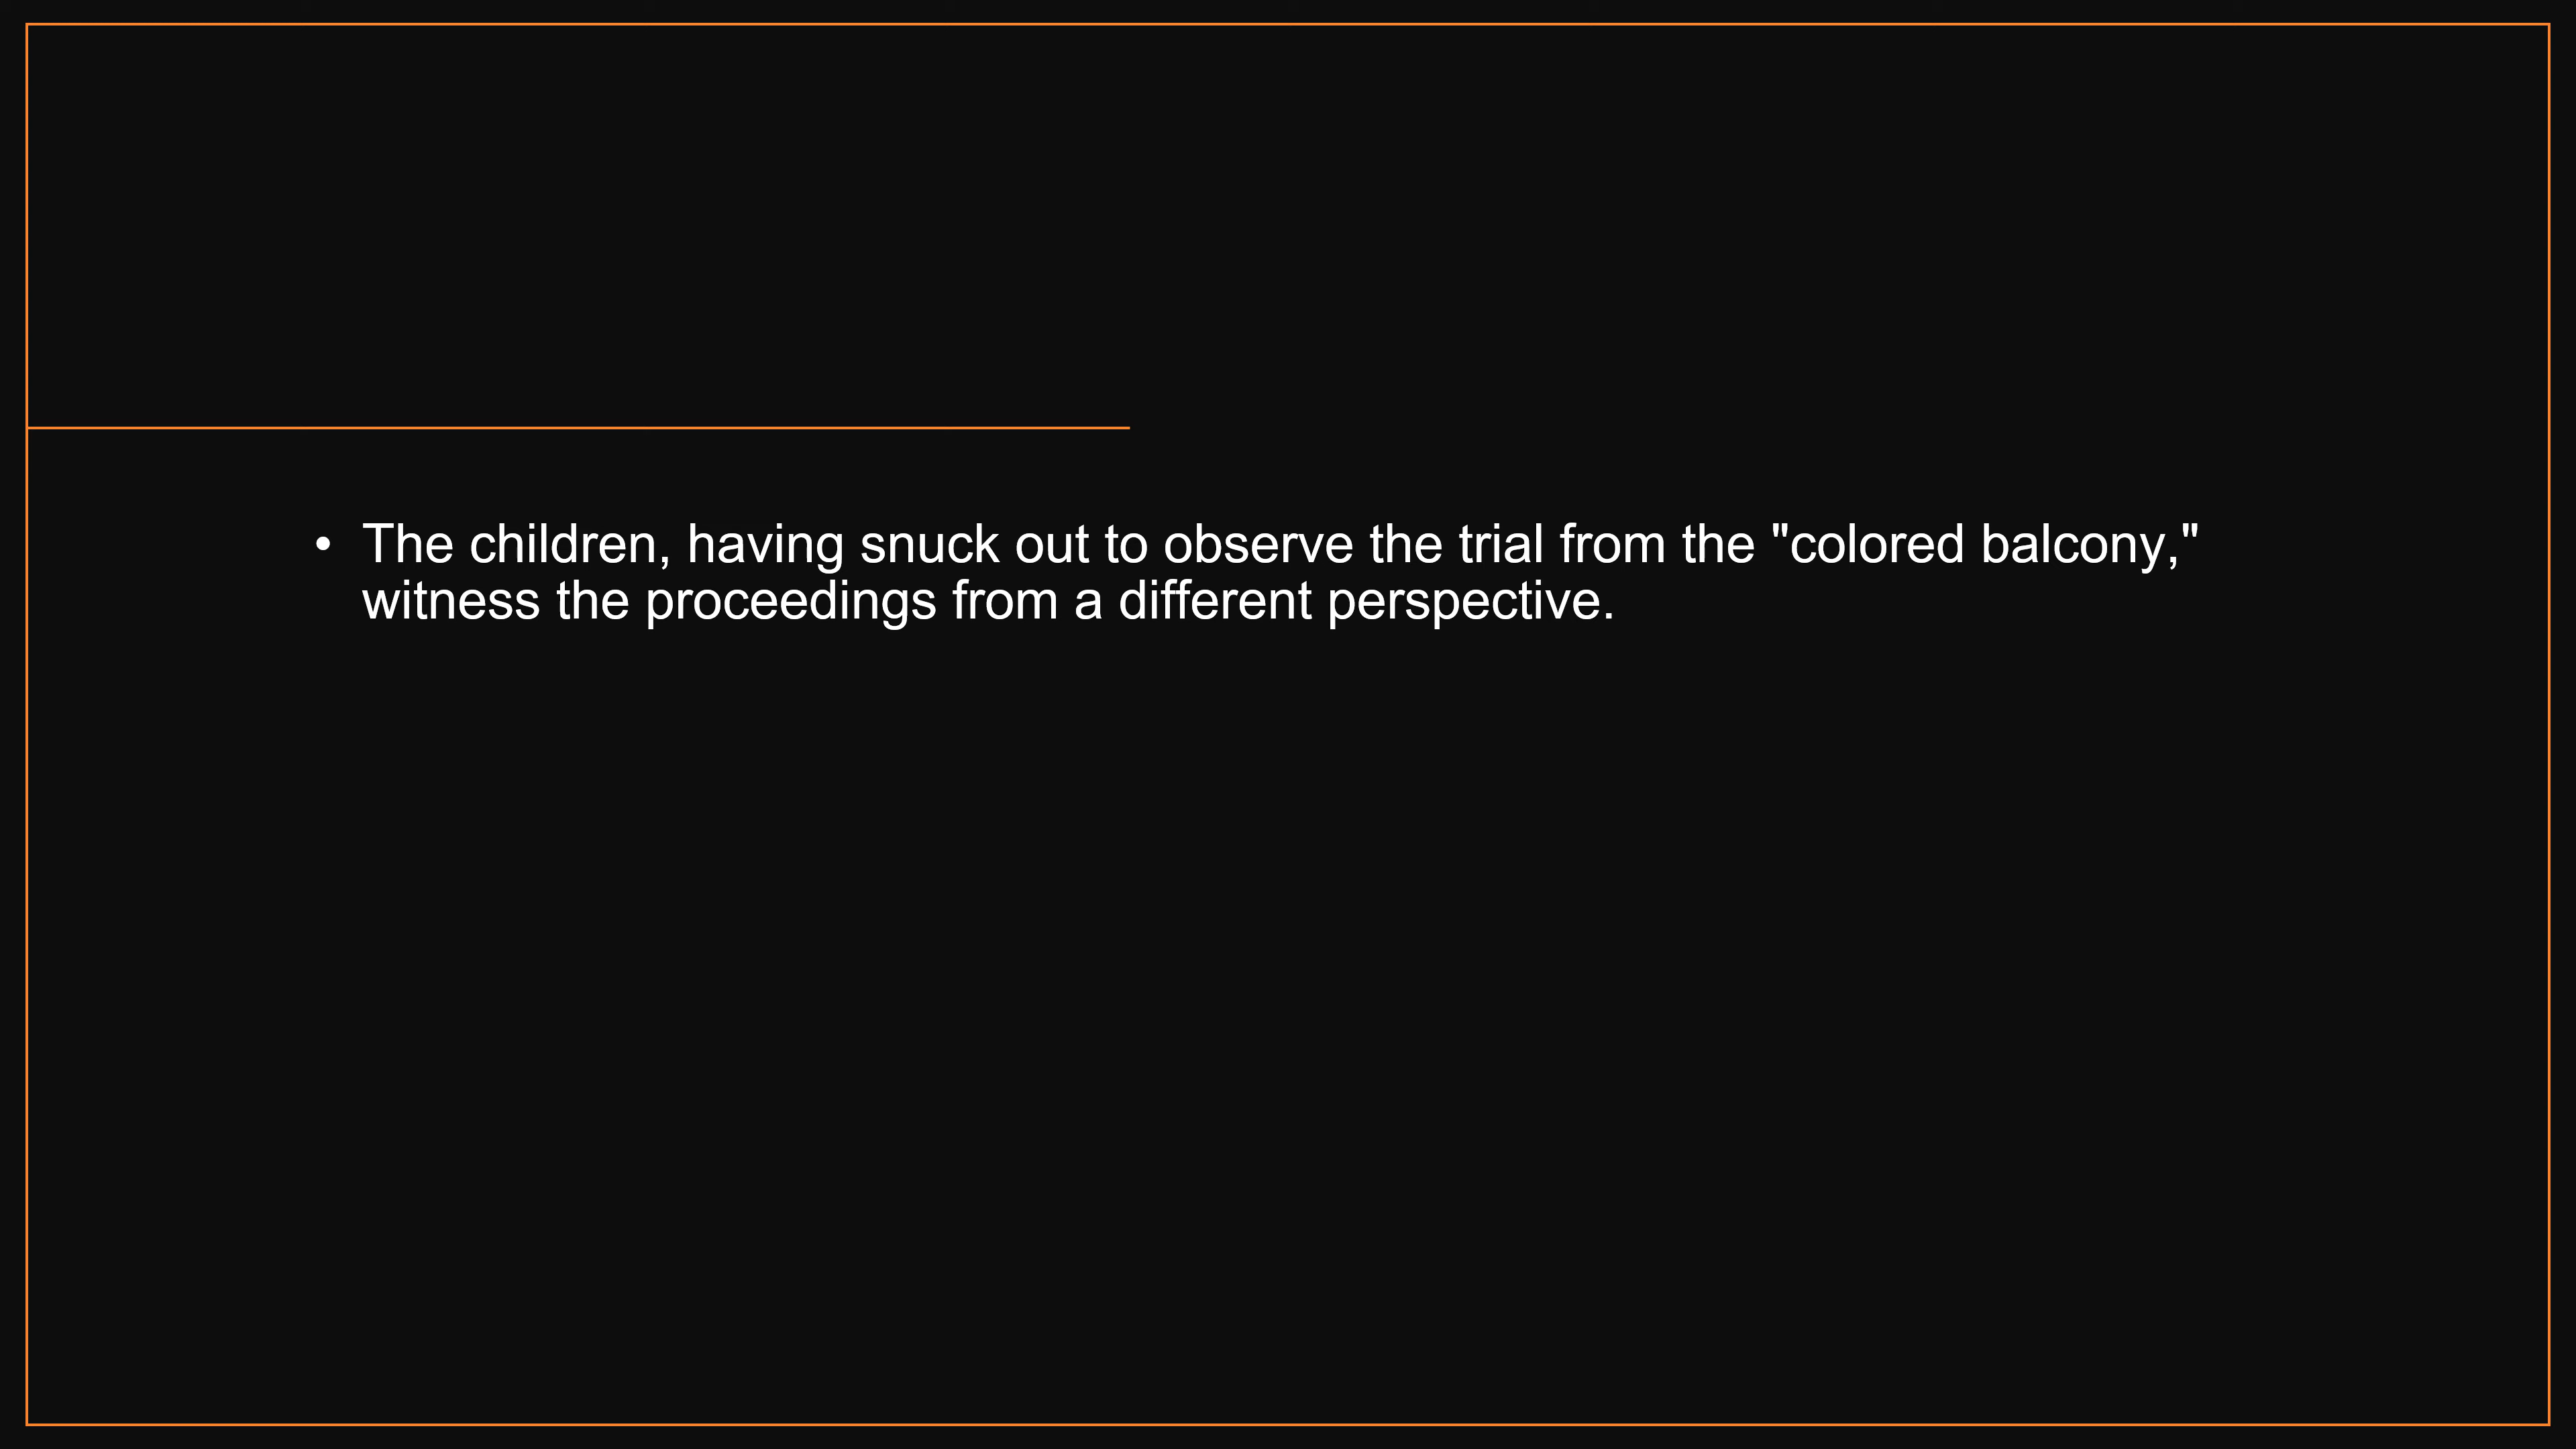 • The children, having snuck out to observe the trial from the "colored balcony,"
witness the proceedings from a different perspective.